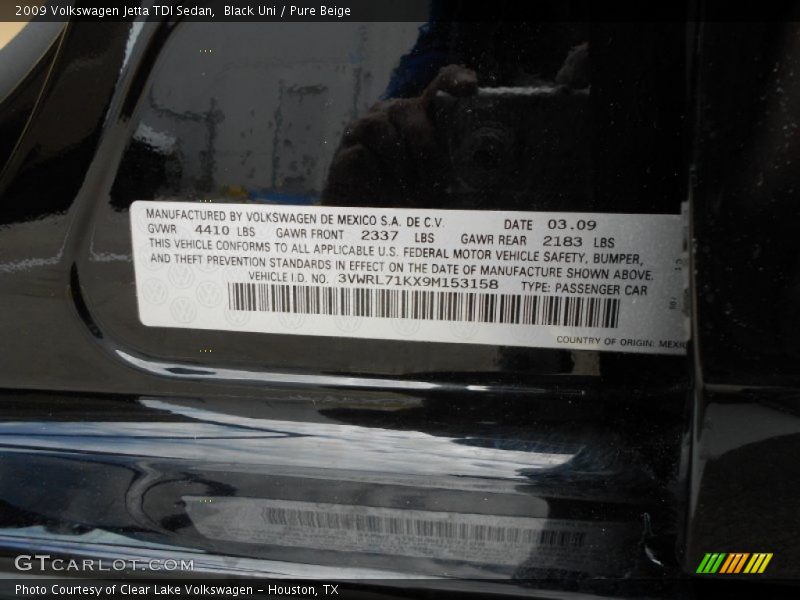 2009 Volkswagen Jetta TDI Sedan,  Black Uni / Pure Beige
MANUFACTURED BY VOLKSWAGEN DE MEXICO S.A. DE C.V. DATE 03.09
GVWR 4410 LBS GAWR FRONT 2337 LBS GAWR REAR 2183 LBS
THIS VEHICLE CONFORMS TO ALL APPLICABLE U.S. FEDERAL MOTOR VEHICLE SAFETY, BUMPER,
AND THEFT PREVENTION STANDARDS IN EFFECT ON THE DATE OF MANUFACTURE SHOWN ABOVE.
VEHICLE I.D. NO. 3VWRL71KX9M153158 TYPE: PASSENGER CAR
COUNTRY OF ORIGIN: MEXIC
GTCARLOT.COM
Photo Courtesy of Clear Lake Volkswagen – Houston, TX